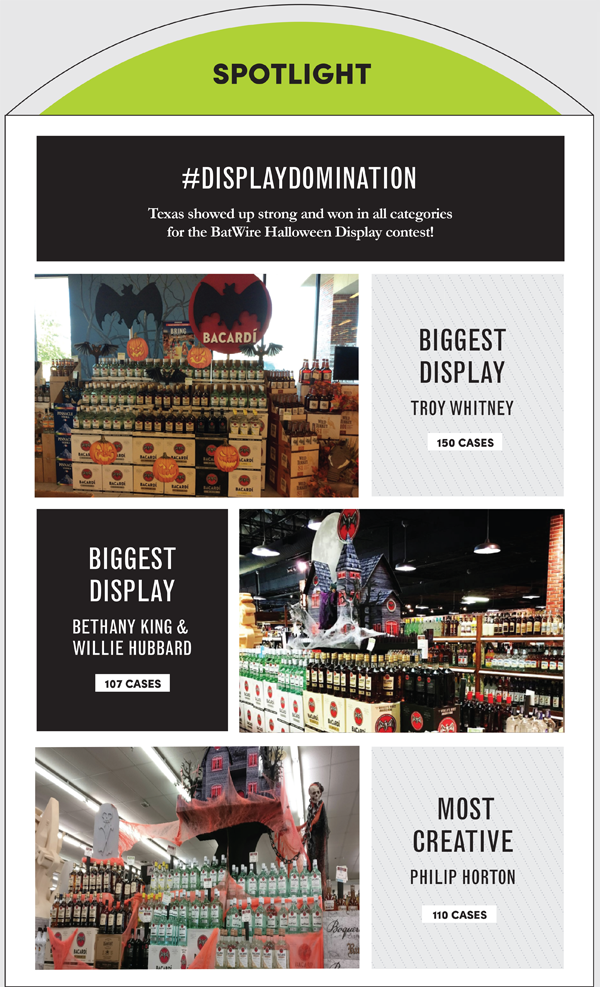 SPOTLIGHT
#DISPLAYDOMINATION
Texas showed up strong and won in all categories
for the BatWire Halloween Display contest!
BRING
BACARDÍ
BIGGEST
DISPLAY
TROY WHITNEY
150 CASES
BIGGEST
DISPLAY
BETHANY KING &
WILLIE HUBBARD
107 CASES
MOST
CREATIVE
PHILIP HORTON
110 CASES